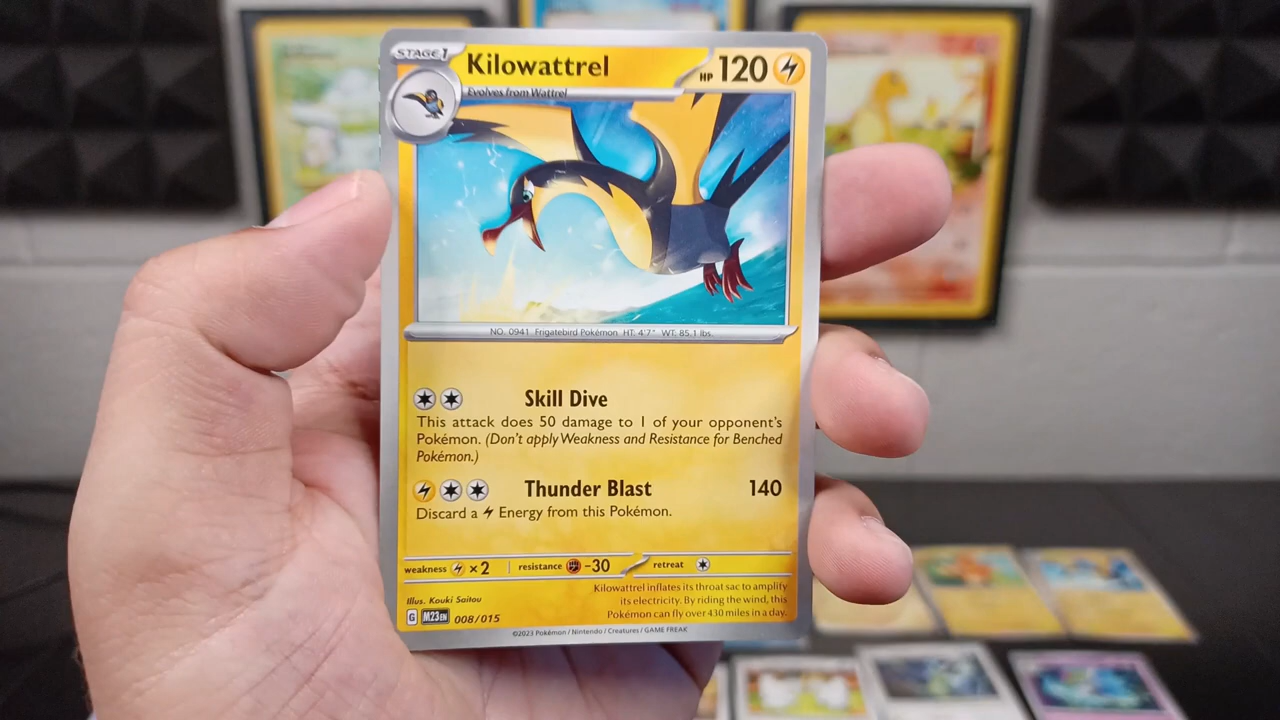 STAGE 1
Kilowattrel
HP 120
Evolves from Wattrel
NO. 0941 Frigatebird Pokémon HT: 4'7" WT: 85.1 lbs.
Skill Dive
This attack does 50 damage to 1 of your opponent's
Pokémon. (Don't apply Weakness and Resistance for Benched
Pokémon.)
Thunder Blast 140
Discard a Energy from this Pokémon.
weakness ×2 resistance -30 retreat
Kilowattrel inflates its throat sac to amplify
its electricity. By riding the wind, this
Pokémon can fly over 430 miles in a day.
Illus. Kouki Saitou
G M23 EN 008/015
©2023 Pokémon / Nintendo / Creatures / GAME FREAK